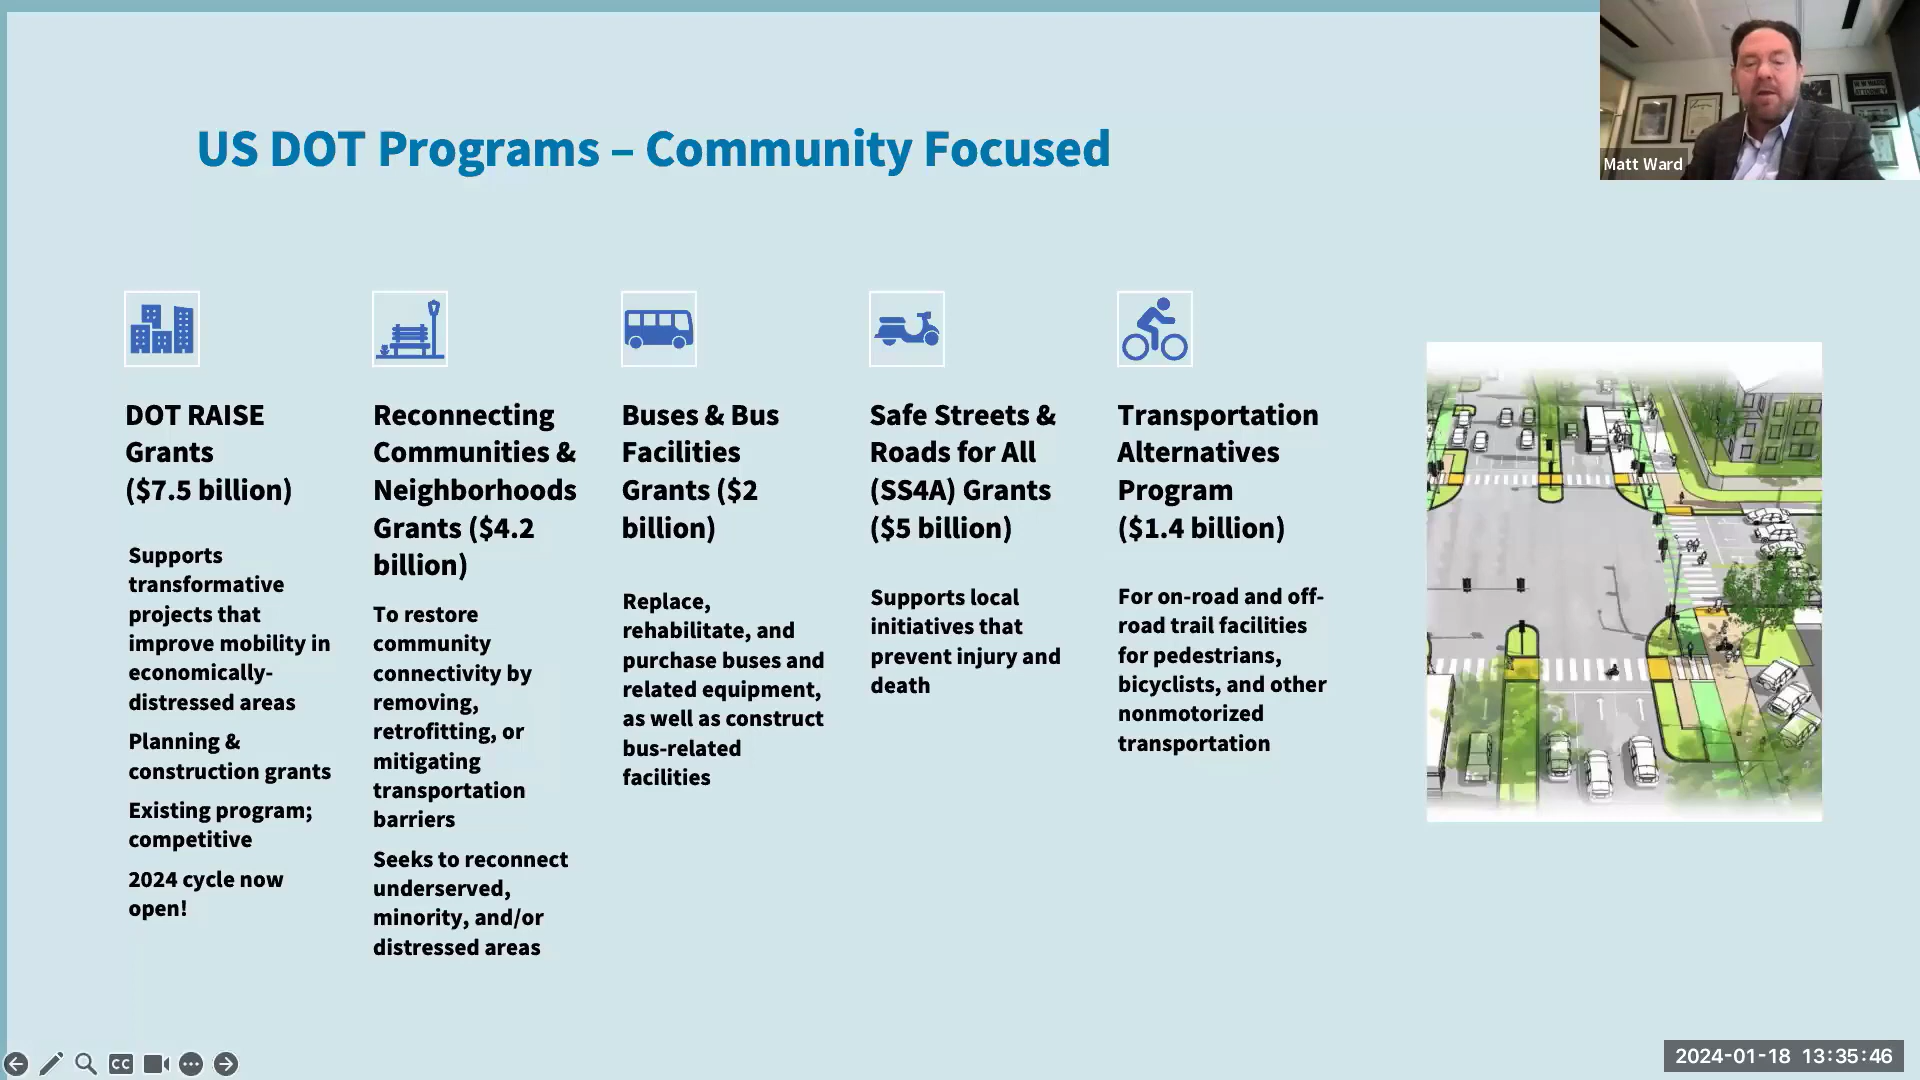 US DOT Programs – Community Focused
Matt Ward
DOT RAISE
Grants
($7.5 billion)
Supports
transformative
projects that
improve mobility in
economically-
distressed areas
Planning &
construction grants
Existing program;
competitive
2024 cycle now
open!
Reconnecting
Communities &
Neighborhoods
Grants ($4.2
billion)
To restore
community
connectivity by
removing,
retrofitting, or
mitigating
transportation
barriers
Seeks to reconnect
underserved,
minority, and/or
distressed areas
Buses & Bus
Facilities
Grants ($2
billion)
Replace,
rehabilitate, and
purchase buses and
related equipment,
as well as construct
bus-related
facilities
Safe Streets &
Roads for All
(SS4A) Grants
($5 billion)
Supports local
initiatives that
prevent injury and
death
Transportation
Alternatives
Program
($1.4 billion)
For on-road and off-
road trail facilities
for pedestrians,
bicyclists, and other
nonmotorized
transportation
CC
2024-01-18 13:35:46